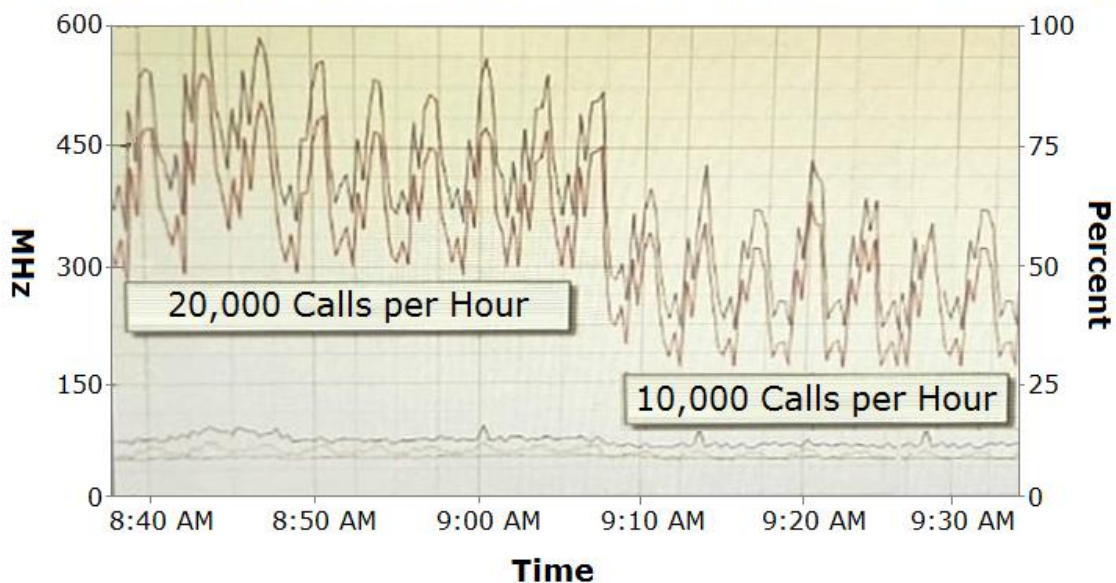 600
450
300
150
0
MHz
100
75
50
25
0
Percent
20,000 Calls per Hour
10,000 Calls per Hour
8:40 AM
8:50 AM
9:00 AM
9:10 AM
9:20 AM
9:30 AM
Time